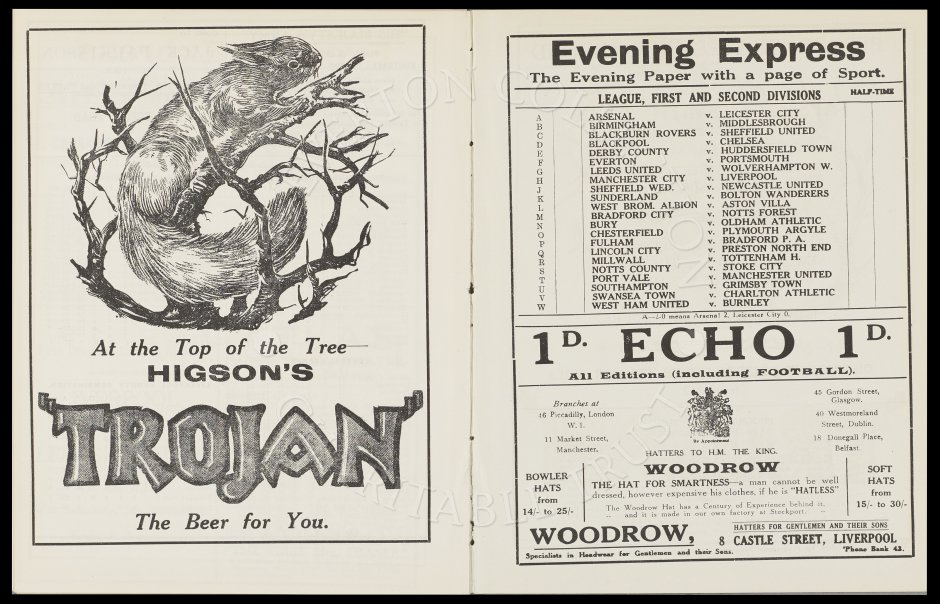 At the Top of the Tree—
HIGSON'S
"TROJAN"
The Beer for You.
Evening Express
The Evening Paper with a page of Sport.
LEAGUE, FIRST AND SECOND DIVISIONS HALF-TIME
A ARSENAL v. LEICESTER CITY
B BIRMINGHAM v. MIDDLESBROUGH
C BLACKBURN ROVERS v. SHEFFIELD UNITED
D BLACKPOOL v. CHELSEA
E DERBY COUNTY v. HUDDERSFIELD TOWN
F EVERTON v. PORTSMOUTH
G LEEDS UNITED v. WOLVERHAMPTON W.
H MANCHESTER CITY v. LIVERPOOL
J SHEFFIELD WED. v. NEWCASTLE UNITED
K SUNDERLAND v. BOLTON WANDERERS
L WEST BROM. ALBION v. ASTON VILLA
M BRADFORD CITY v. NOTTS FOREST
N BURY v. OLDHAM ATHLETIC
O CHESTERFIELD v. PLYMOUTH ARGYLE
P FULHAM v. BRADFORD P. A.
Q LINCOLN CITY v. PRESTON NORTH END
R MILLWALL v. TOTTENHAM H.
S NOTTS COUNTY v. STOKE CITY
T PORT VALE v. MANCHESTER UNITED
U SOUTHAMPTON v. GRIMSBY TOWN
V SWANSEA TOWN v. CHARLTON ATHLETIC
W WEST HAM UNITED v. BURNLEY
A—2-0 means Arsenal 2, Leicester City 0.
1D. ECHO 1D.
All Editions (including FOOTBALL).
Branches at
46 Piccadilly, London
W. 1.
11 Market Street,
Manchester.
By Appointment
45 Gordon Street,
Glasgow.
40 Westmoreland
Street, Dublin.
18 Donegall Place,
Belfast.
HATTERS TO H.M. THE KING.
BOWLER
HATS
from
14/- to 25/-
WOODROW
THE HAT FOR SMARTNESS—a man cannot be well
dressed, however expensive his clothes, if he is "HATLESS"
The Woodrow Hat has a Century of Experience behind it,
and it is made in our own factory at Stockport.
SOFT
HATS
from
15/- to 30/-
WOODROW,
HATTERS FOR GENTLEMEN AND THEIR SONS
8 CASTLE STREET, LIVERPOOL
Specialists in Headwear for Gentlemen and their Sons.
'Phone Bank 43.